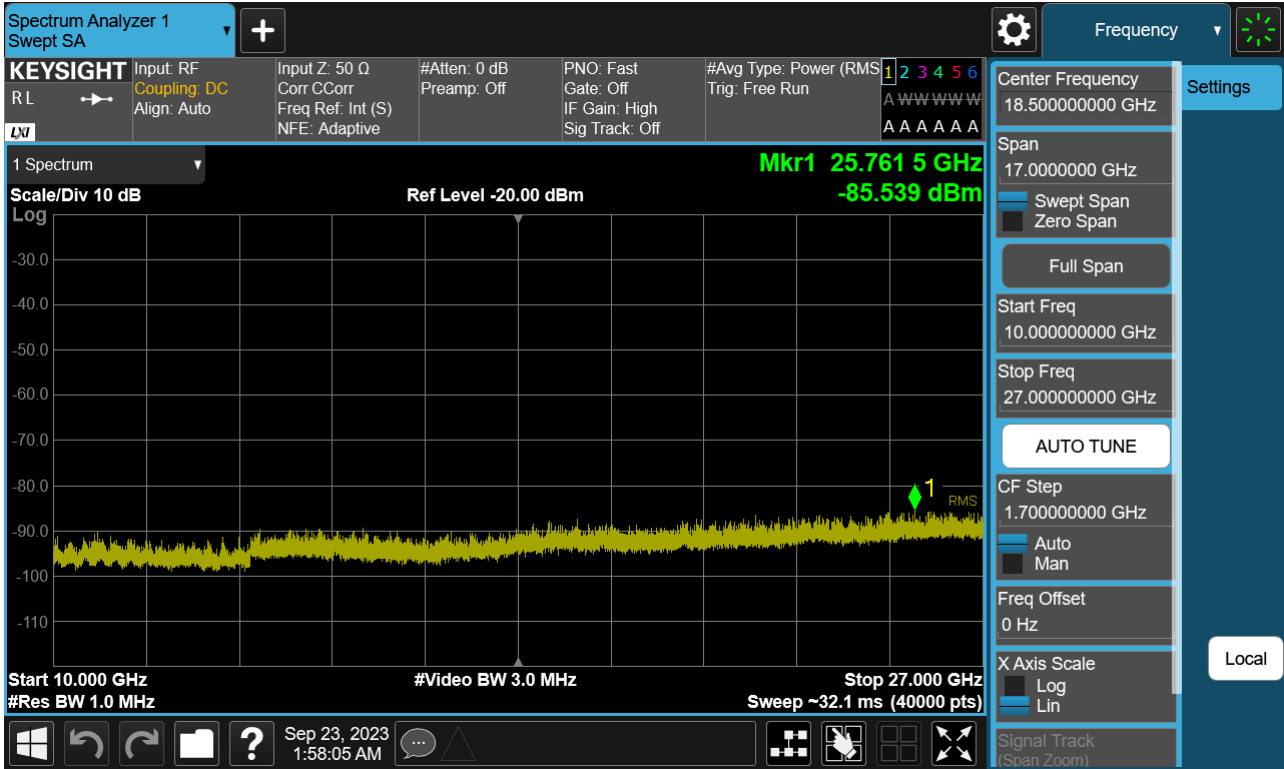 Spectrum Analyzer 1
Swept SA
+
Frequency
KEYSIGHT
R L
LXI
Input: RF
Coupling: DC
Align: Auto
Input Z: 50 Ω
Corr CCorr
Freq Ref: Int (S)
NFE: Adaptive
#Atten: 0 dB
Preamp: Off
PNO: Fast
Gate: Off
IF Gain: High
Sig Track: Off
#Avg Type: Power (RMS
Trig: Free Run
1 2 3 4 5 6
A W W W W W
A A A A A A
1 Spectrum
Scale/Div 10 dB
Log
Ref Level -20.00 dBm
Mkr1 25.761 5 GHz
-85.539 dBm
-30.0
-40.0
-50.0
-60.0
-70.0
-80.0
-90.0
-100
-110
1
RMS
Start 10.000 GHz
#Res BW 1.0 MHz
#Video BW 3.0 MHz
Stop 27.000 GHz
Sweep ~32.1 ms (40000 pts)
?
Sep 23, 2023
1:58:05 AM
Center Frequency
18.500000000 GHz
Span
17.0000000 GHz
Swept Span
Zero Span
Full Span
Start Freq
10.000000000 GHz
Stop Freq
27.000000000 GHz
AUTO TUNE
CF Step
1.700000000 GHz
Auto
Man
Freq Offset
0 Hz
X Axis Scale
Log
Lin
Signal Track
(Span Zoom)
Settings
Local